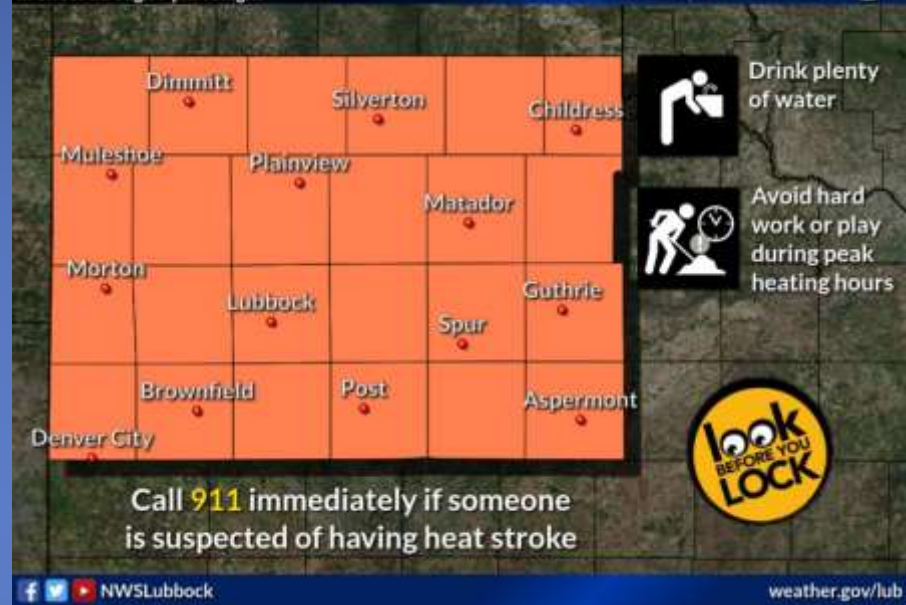 Dimmitt
Silverton
Childress
Muleshoe
Plainview
Matador
Morton
Lubbock
Guthrie
Spur
Brownfield
Post
Aspermont
Denver City
Drink plenty
of water
Avoid hard
work or play
during peak
heating hours
look
BEFORE YOU
LOCK
Call 911 immediately if someone
is suspected of having heat stroke
NWSLubbock
weather.gov/lub